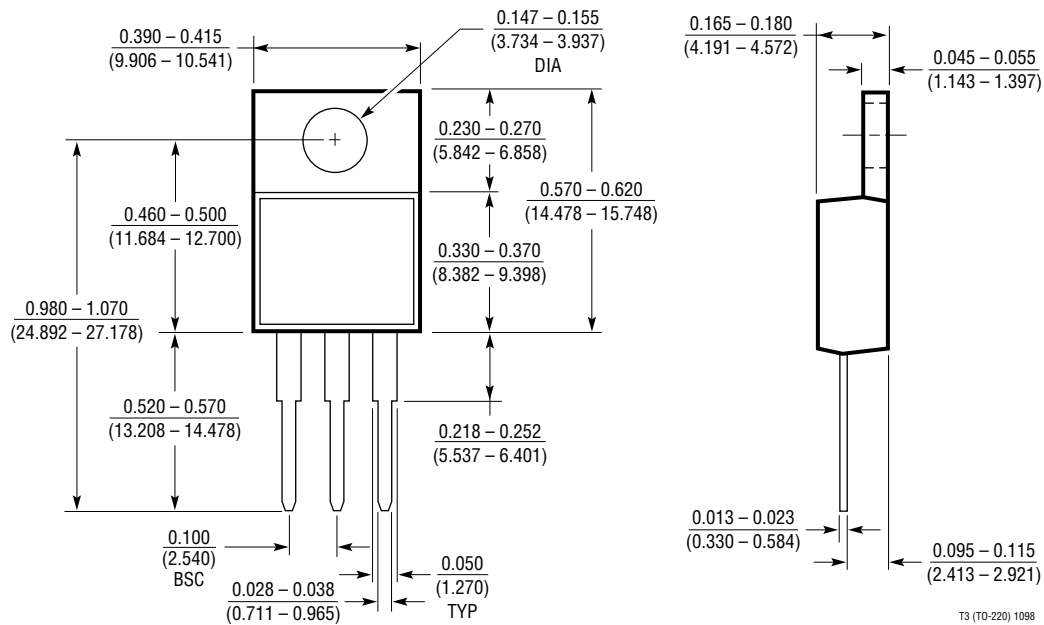 0.390 – 0.415
(9.906 – 10.541)
0.147 – 0.155
(3.734 – 3.937)
DIA
0.165 – 0.180
(4.191 – 4.572)
0.045 – 0.055
(1.143 – 1.397)
0.230 – 0.270
(5.842 – 6.858)
0.570 – 0.620
(14.478 – 15.748)
0.460 – 0.500
(11.684 – 12.700)
0.330 – 0.370
(8.382 – 9.398)
0.980 – 1.070
(24.892 – 27.178)
0.520 – 0.570
(13.208 – 14.478)
0.218 – 0.252
(5.537 – 6.401)
0.100
(2.540)
BSC
0.028 – 0.038
(0.711 – 0.965)
0.050
(1.270)
TYP
0.013 – 0.023
(0.330 – 0.584)
0.095 – 0.115
(2.413 – 2.921)
T3 (TO-220) 1098